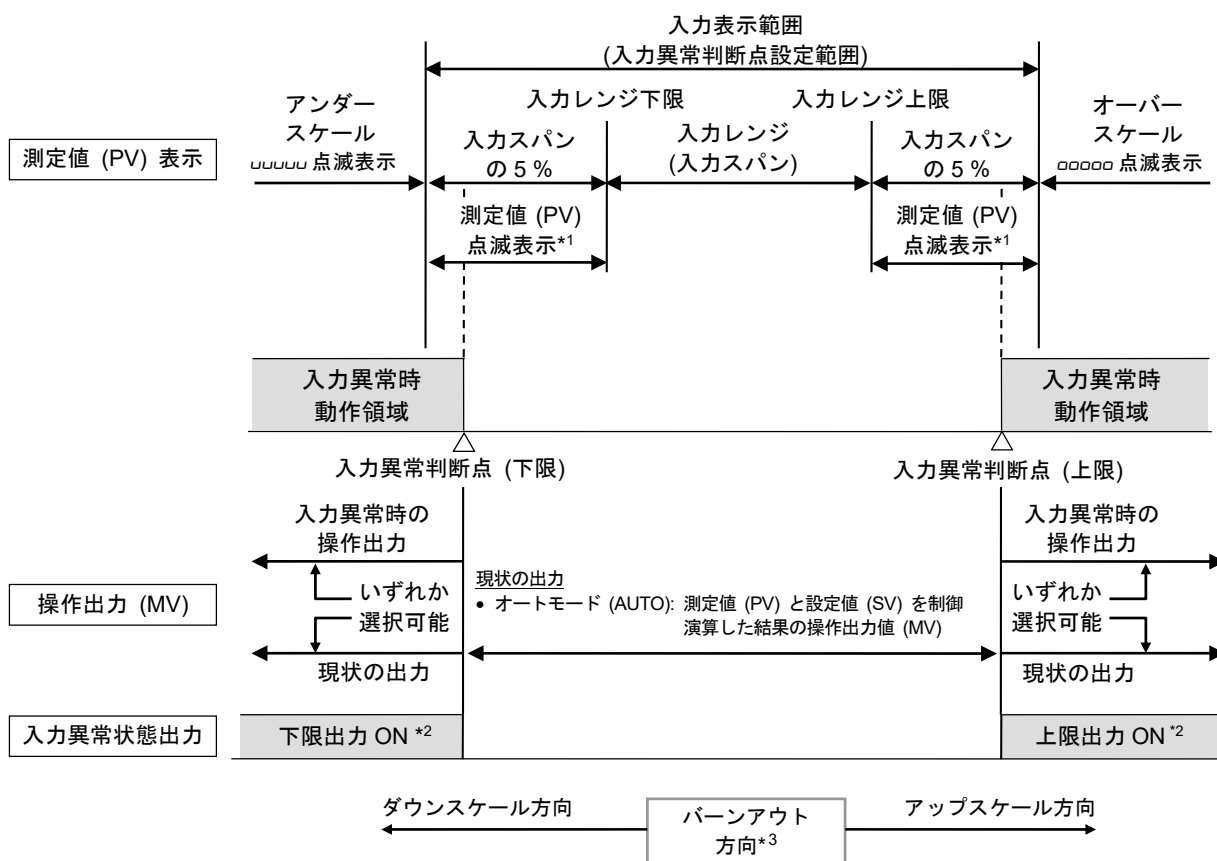 入力表示範囲
(入力異常判断点設定範囲)
アンダー
スケール
␣␣␣␣␣ 点滅表示
入力レンジ下限
入力レンジ上限
オーバー
スケール
ooooo 点滅表示
測定値 (PV) 表示
入力スパン
の 5 %
入力レンジ
(入力スパン)
入力スパン
の 5 %
測定値 (PV)
点滅表示*1
測定値 (PV)
点滅表示*1
入力異常時
動作領域
入力異常時
動作領域
入力異常判断点 (下限)
入力異常判断点 (上限)
操作出力 (MV)
入力異常時の
操作出力
いずれか
選択可能
現状の出力
現状の出力
• オートモード (AUTO): 測定値 (PV) と設定値 (SV) を制御
演算した結果の操作出力値 (MV)
入力異常時の
操作出力
いずれか
選択可能
現状の出力
入力異常状態出力
下限出力 ON *2
上限出力 ON *2
ダウンスケール方向
バーンアウト
方向*3
アップスケール方向